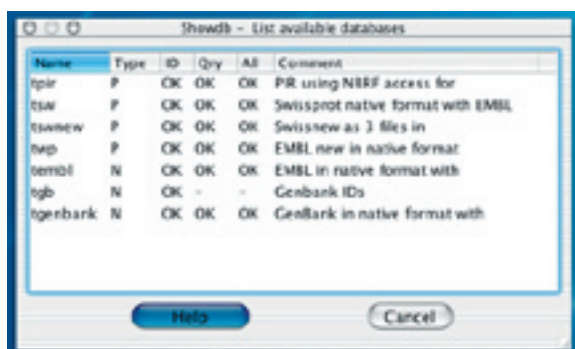 Showdb - List available databases
Name Type ID Qry All Comment
tpir P OK OK OK PIR using NBRF access for
tsw P OK OK OK Swissprot native format with EMBL
tswnew P OK OK OK Swissnew as 3 files in
twp P OK OK OK EMBL new in native format
tembl N OK OK OK EMBL in native format with
tgb N OK - - Genbank IDs
tgenbank N OK OK OK GenBank in native format with
Help Cancel